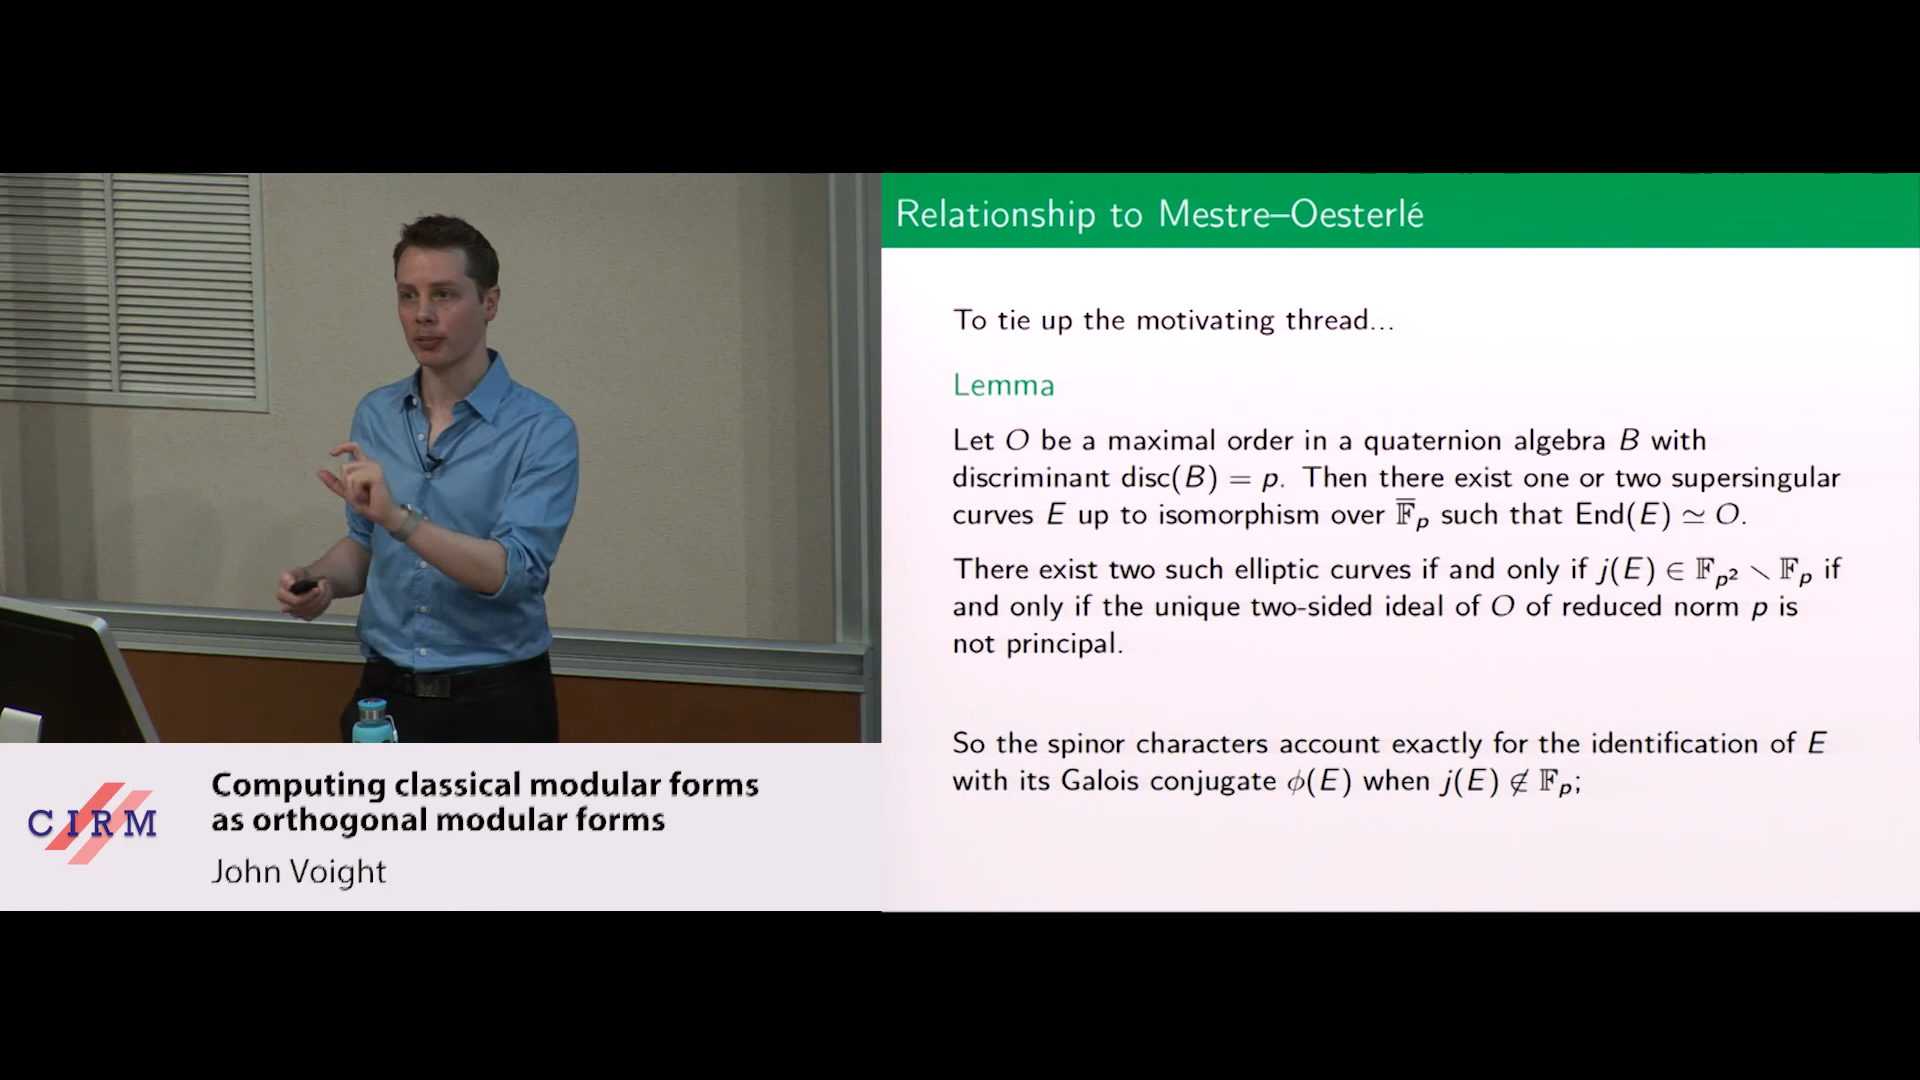 Relationship to Mestre–Oesterlé
To tie up the motivating thread...
Lemma
Let O be a maximal order in a quaternion algebra B with
discriminant disc(B) = p. Then there exist one or two supersingular
curves E up to isomorphism over F̅ₚ such that End(E) ≃ O.
There exist two such elliptic curves if and only if j(E) ∈ 𝔽ₚ² ∖ 𝔽ₚ if
and only if the unique two-sided ideal of O of reduced norm p is
not principal.
So the spinor characters account exactly for the identification of E
with its Galois conjugate ϕ(E) when j(E) ∉ 𝔽ₚ;
CIRM
Computing classical modular forms
as orthogonal modular forms
John Voight